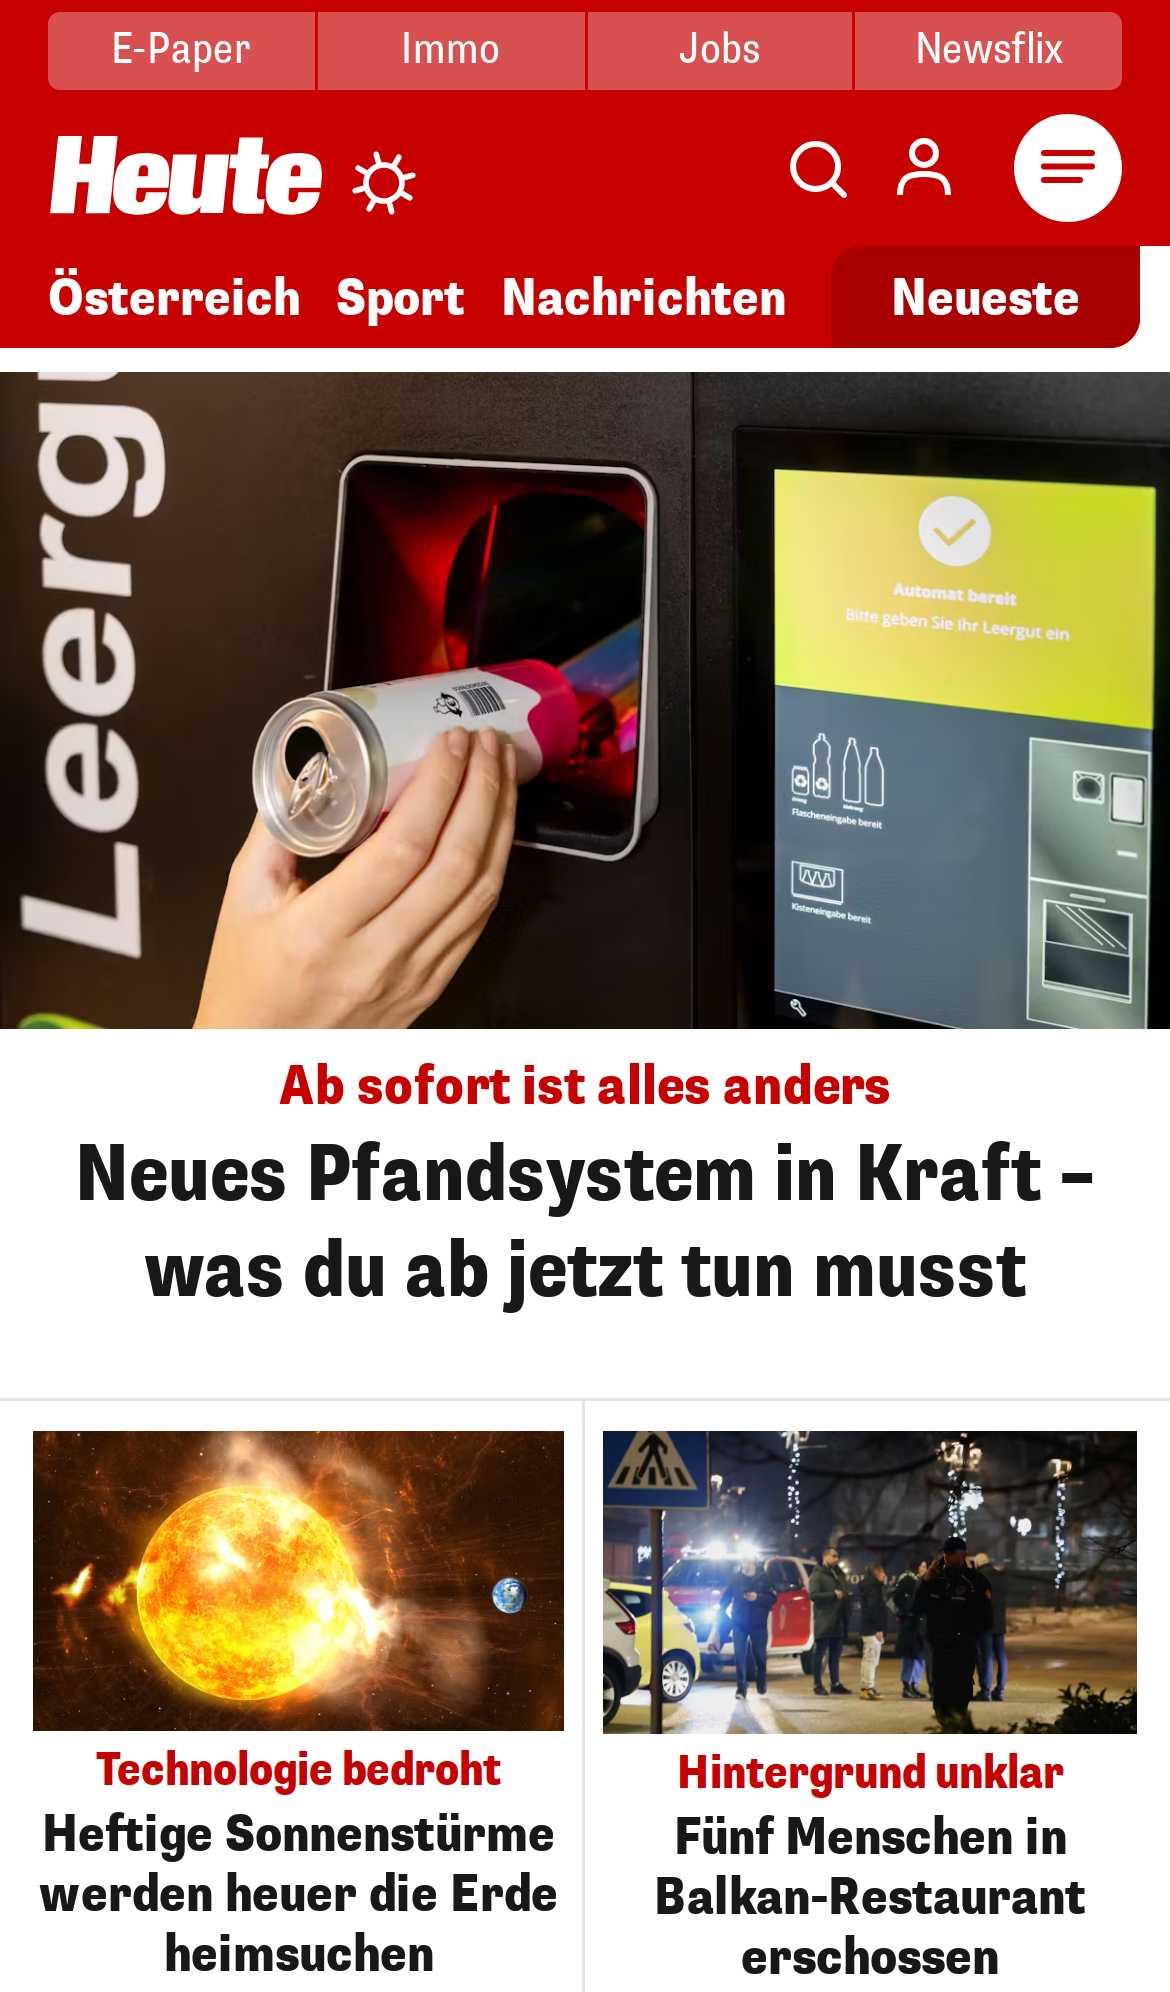 E-Paper
Immo
Jobs
Newsflix
Heute
Österreich
Sport
Nachrichten
Neueste
Leergu
Automat bereit
Bitte geben Sie Ihr Leergut ein
Flascheneingabe bereit
Kisteneingabe bereit
Ab sofort ist alles anders
Neues Pfandsystem in Kraft –
was du ab jetzt tun musst
Technologie bedroht
Heftige Sonnenstürme
werden heuer die Erde
heimsuchen
Hintergrund unklar
Fünf Menschen in
Balkan-Restaurant
erschossen